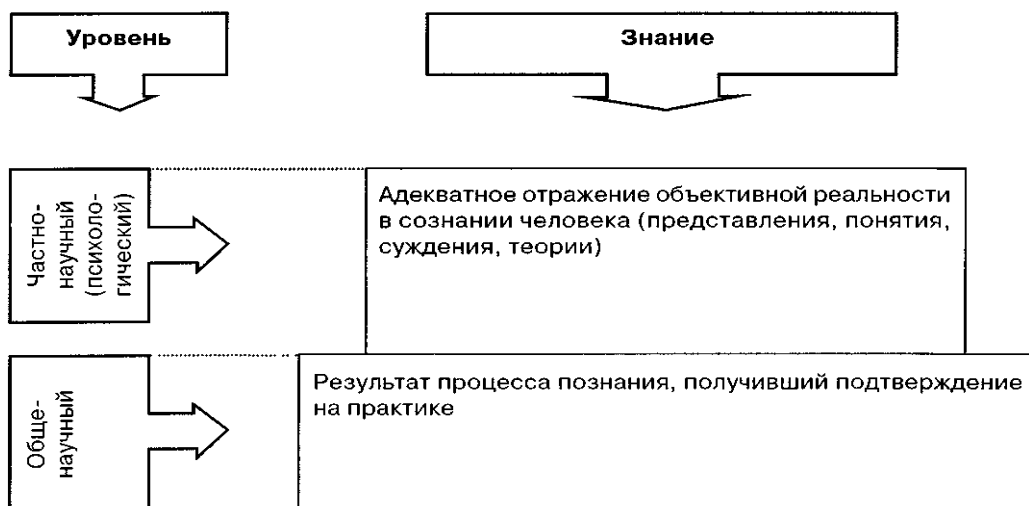 Уровень
Знание
Частно-
научный
(психоло-
гический)
Адекватное отражение объективной реальности
в сознании человека (представления, понятия,
суждения, теории)
Обще-
научный
Результат процесса познания, получивший подтверждение
на практике